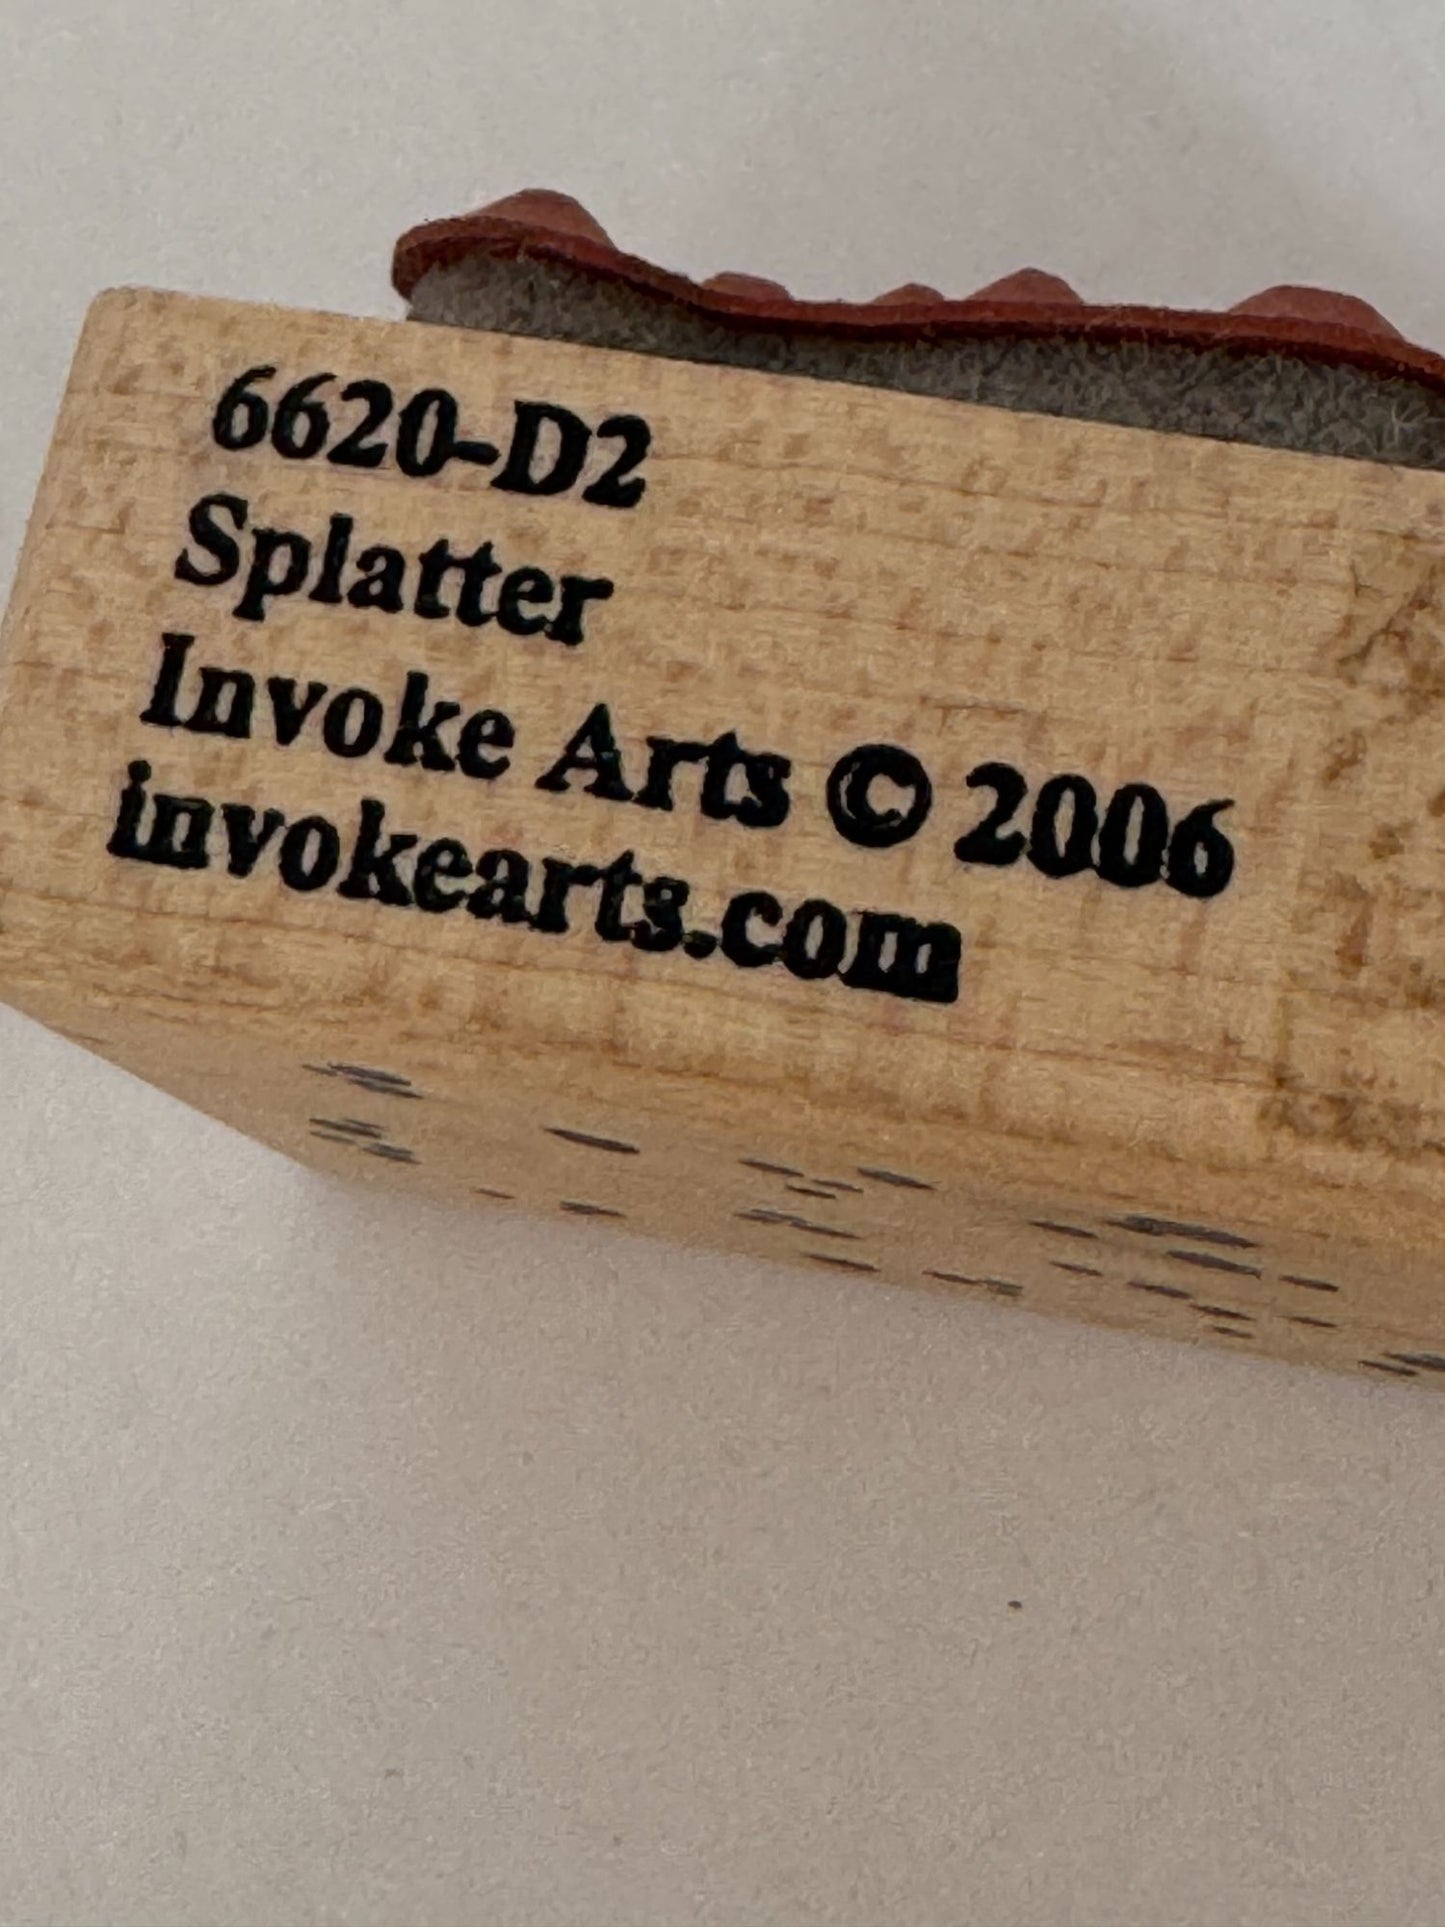 6620-D2
Splatter
Invoke Arts © 2006
invokearts.com